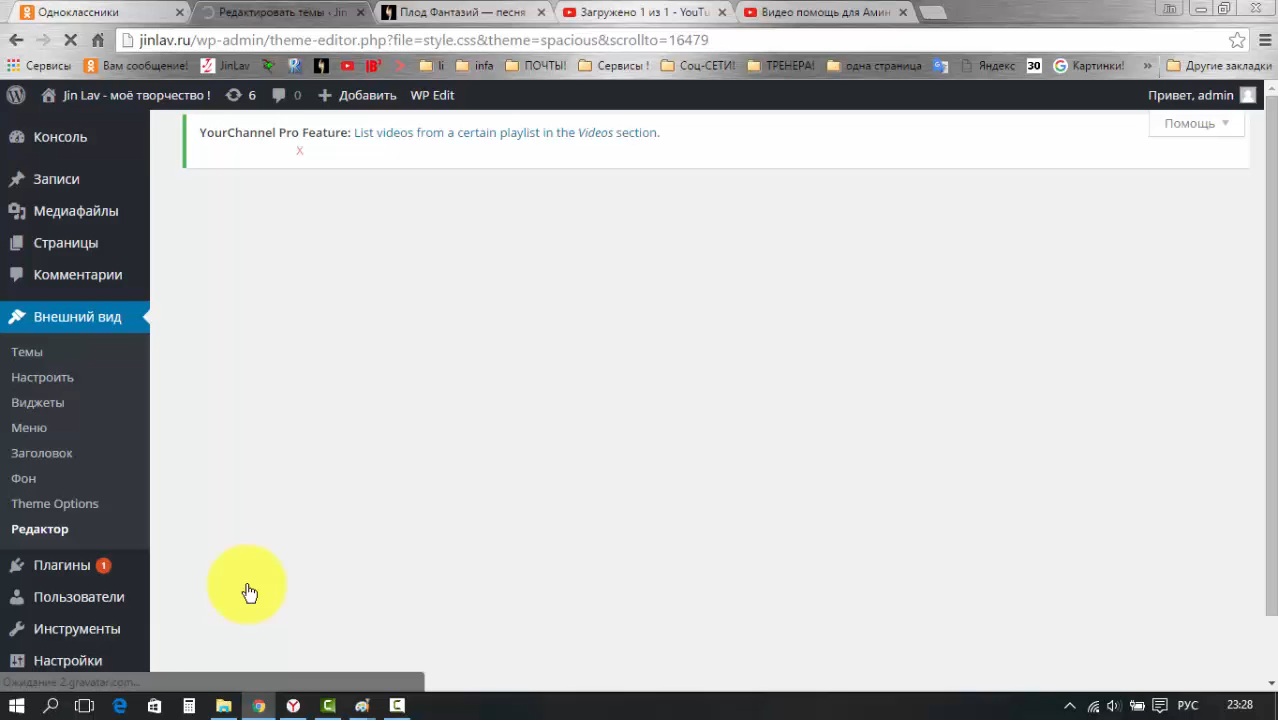 Одноклассники
Редактировать темы ‹ Jin
Плод Фантазий — песня
Загружено 1 из 1 - YouTu
Видео помощь для Амин
jinlav.ru/wp-admin/theme-editor.php?file=style.css&theme=spacious&scrollto=16479
Сервисы
Вам сообщение!
JinLav
li
infa
ПОЧТЫ!
Сервисы !
Соц-СЕТИ!
ТРЕНЕРА!
одна страница
Яндекс
30
Картинки!
»
Другие закладки
Jin Lav - моё творчество !
6
0
Добавить
WP Edit
Привет, admin
Консоль
Записи
Медиафайлы
Страницы
Комментарии
Внешний вид
Темы
Настроить
Виджеты
Меню
Заголовок
Фон
Theme Options
Редактор
Плагины 1
Пользователи
Инструменты
Настройки
YourChannel Pro Feature: List videos from a certain playlist in the Videos section.
X
Помощь
Ожидание 2.gravatar.com...
РУС
23:28